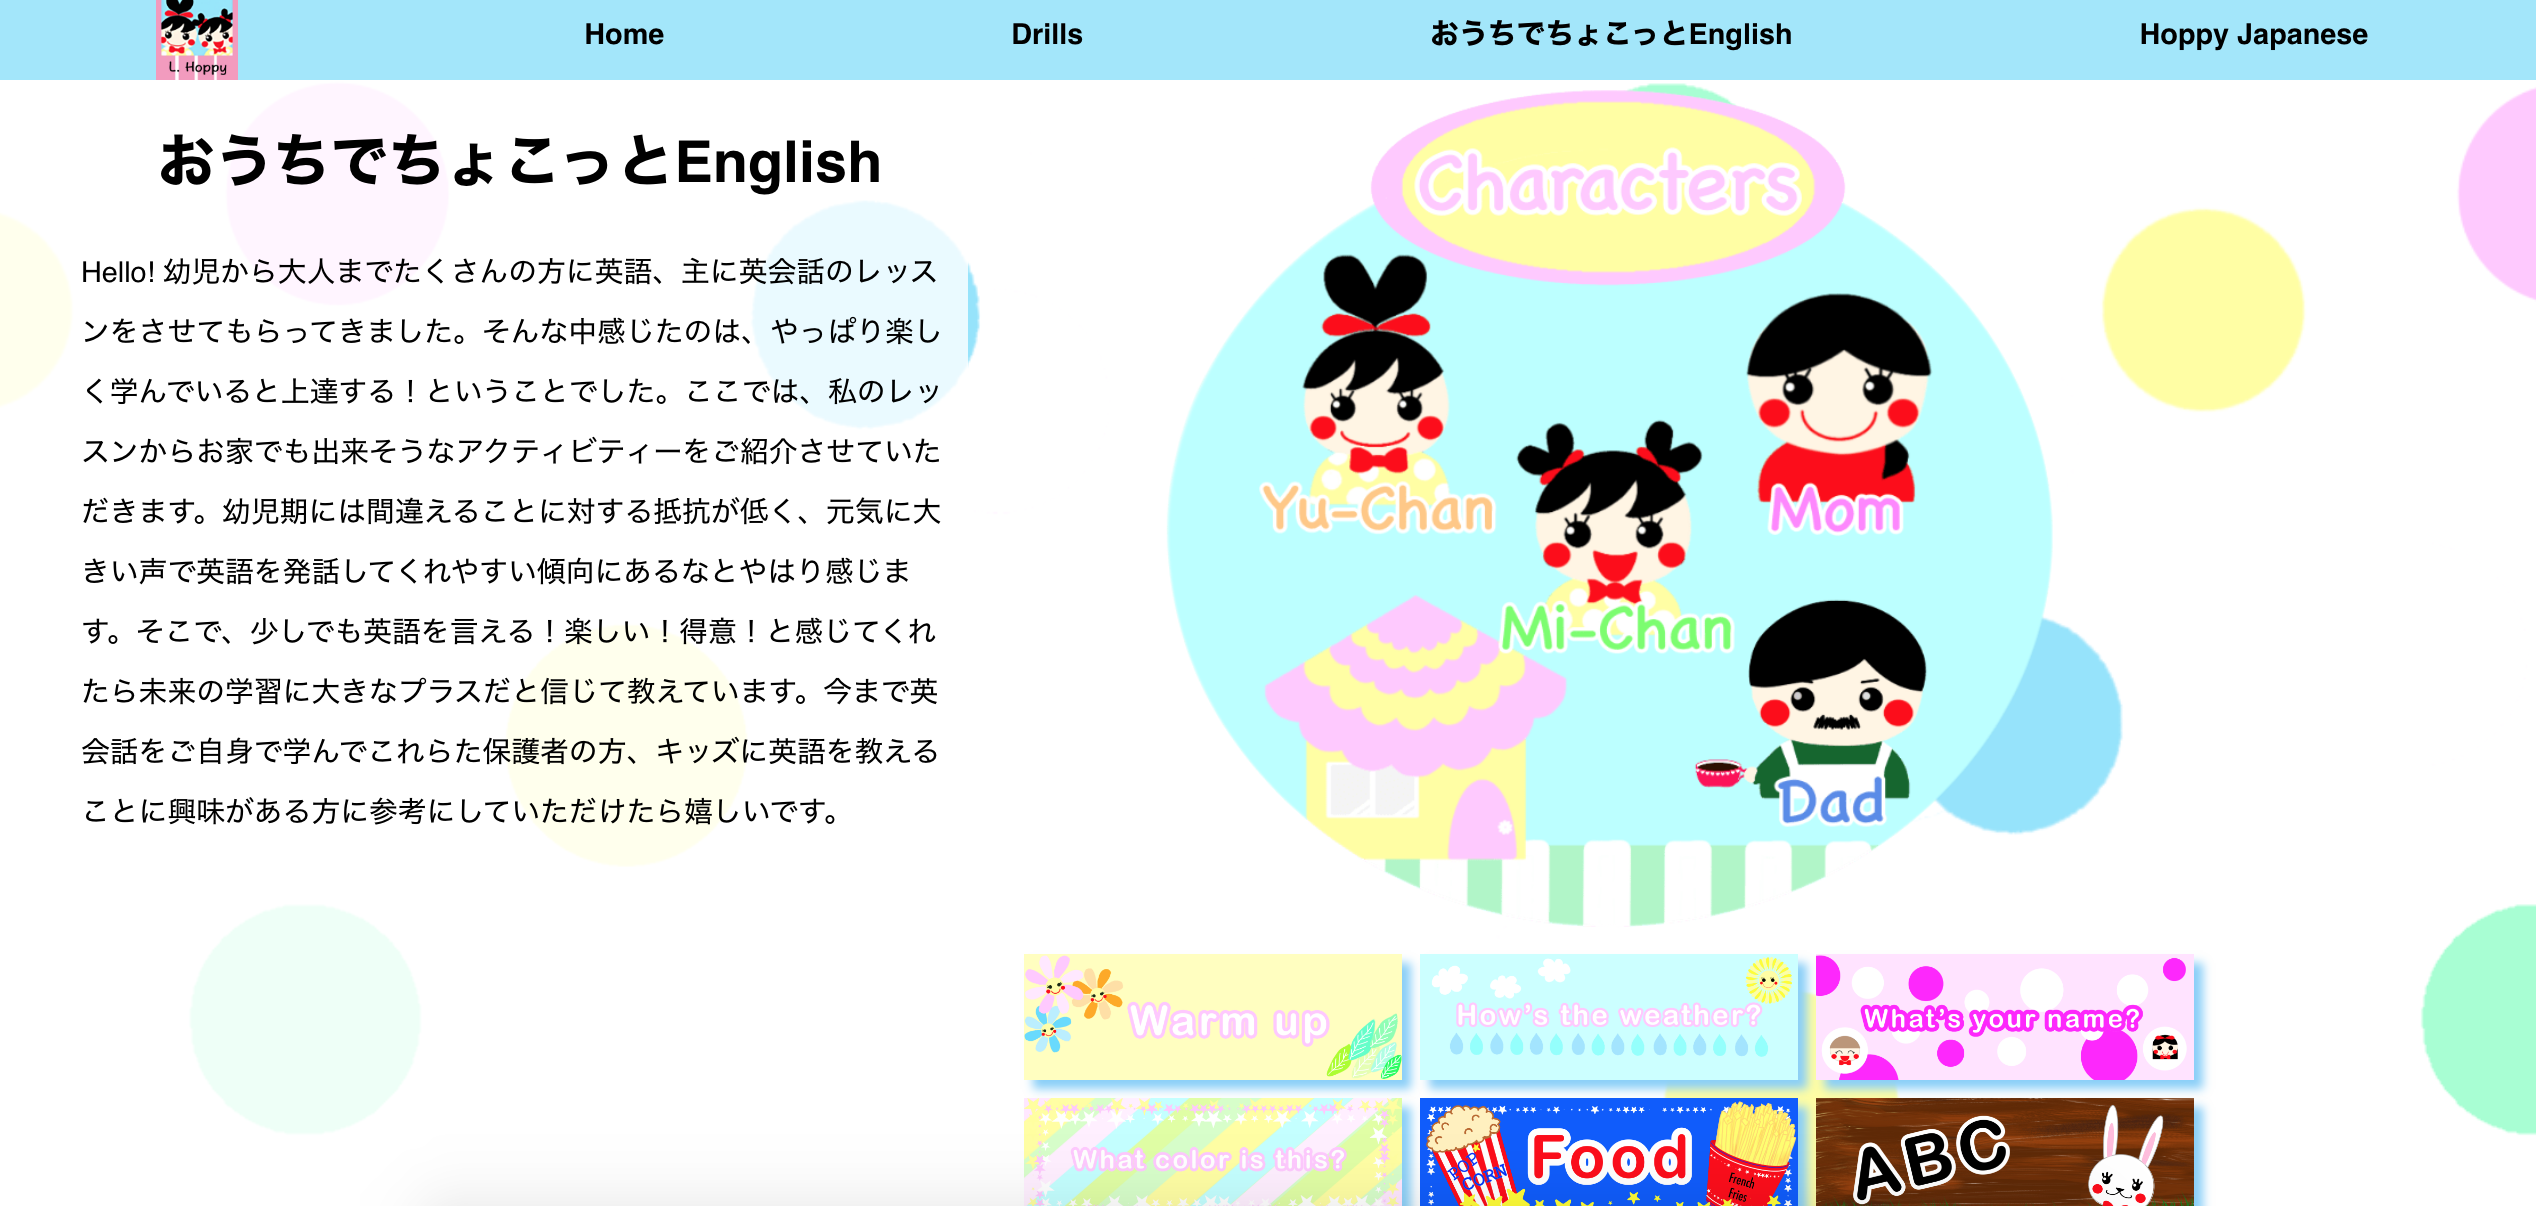 L. Hoppy
Home
Drills
おうちでちょこっとEnglish
Hoppy Japanese
おうちでちょこっとEnglish
Hello! 幼児から大人までたくさんの方に英語、主に英会話のレッス
ンをさせてもらってきました。そんな中感じたのは、やっぱり楽し
く学んでいると上達する！ということでした。ここでは、私のレッ
スンからお家でも出来そうなアクティビティーをご紹介させていた
だきます。幼児期には間違えることに対する抵抗が低く、元気に大
きい声で英語を発話してくれやすい傾向にあるなとやはり感じま
す。そこで、少しでも英語を言える！楽しい！得意！と感じてくれ
たら未来の学習に大きなプラスだと信じて教えています。今まで英
会話をご自身で学んでこれらた保護者の方、キッズに英語を教える
ことに興味がある方に参考にしていただけたら嬉しいです。
Characters
Yu-Chan
Mom
Mi-Chan
Dad
Warm up
How's the weather?
What's your name?
What color is this?
POP
CORN
Food
French
Fries
ABC